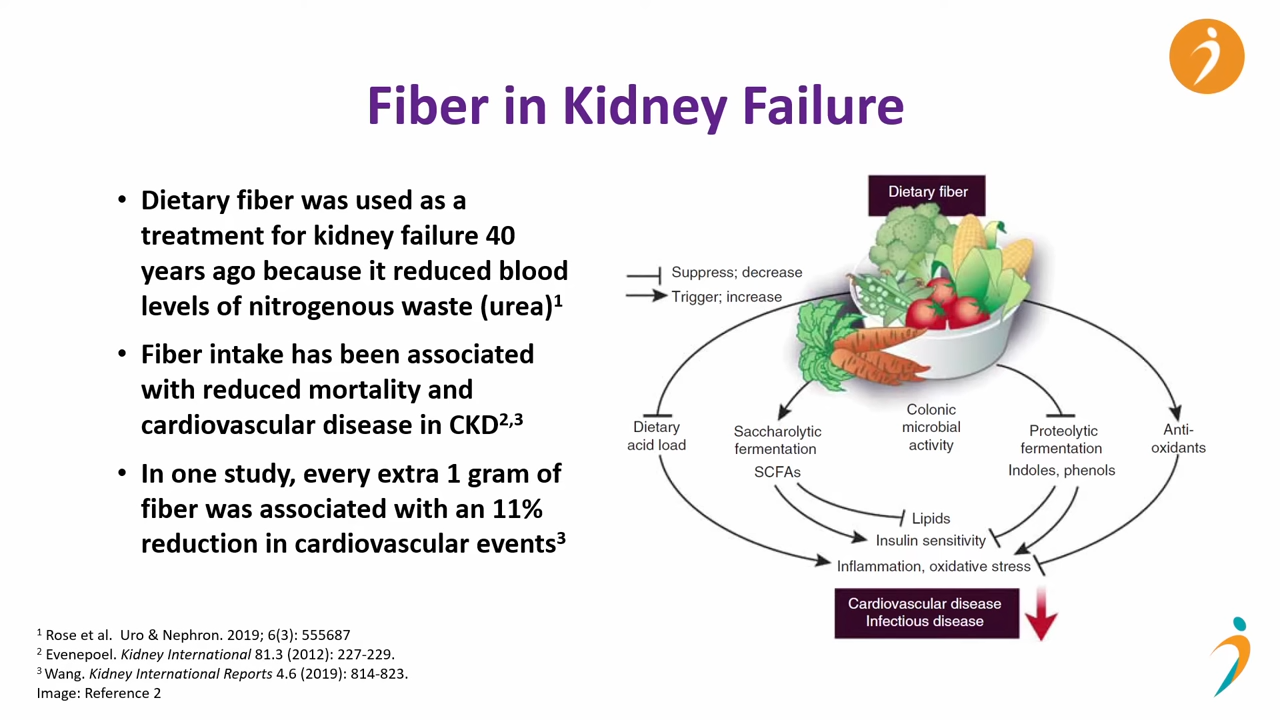 Fiber in Kidney Failure
• Dietary fiber was used as a
treatment for kidney failure 40
years ago because it reduced blood
levels of nitrogenous waste (urea)¹
• Fiber intake has been associated
with reduced mortality and
cardiovascular disease in CKD²,³
• In one study, every extra 1 gram of
fiber was associated with an 11%
reduction in cardiovascular events³
Dietary fiber
Suppress; decrease
Trigger; increase
Dietary
acid load
Saccharolytic
fermentation
SCFAs
Colonic
microbial
activity
Proteolytic
fermentation
Indoles, phenols
Anti-
oxidants
Lipids
Insulin sensitivity
Inflammation, oxidative stress
Cardiovascular disease
Infectious disease
¹ Rose et al. Uro & Nephron. 2019; 6(3): 555687
² Evenepoel. Kidney International 81.3 (2012): 227-229.
³ Wang. Kidney International Reports 4.6 (2019): 814-823.
Image: Reference 2